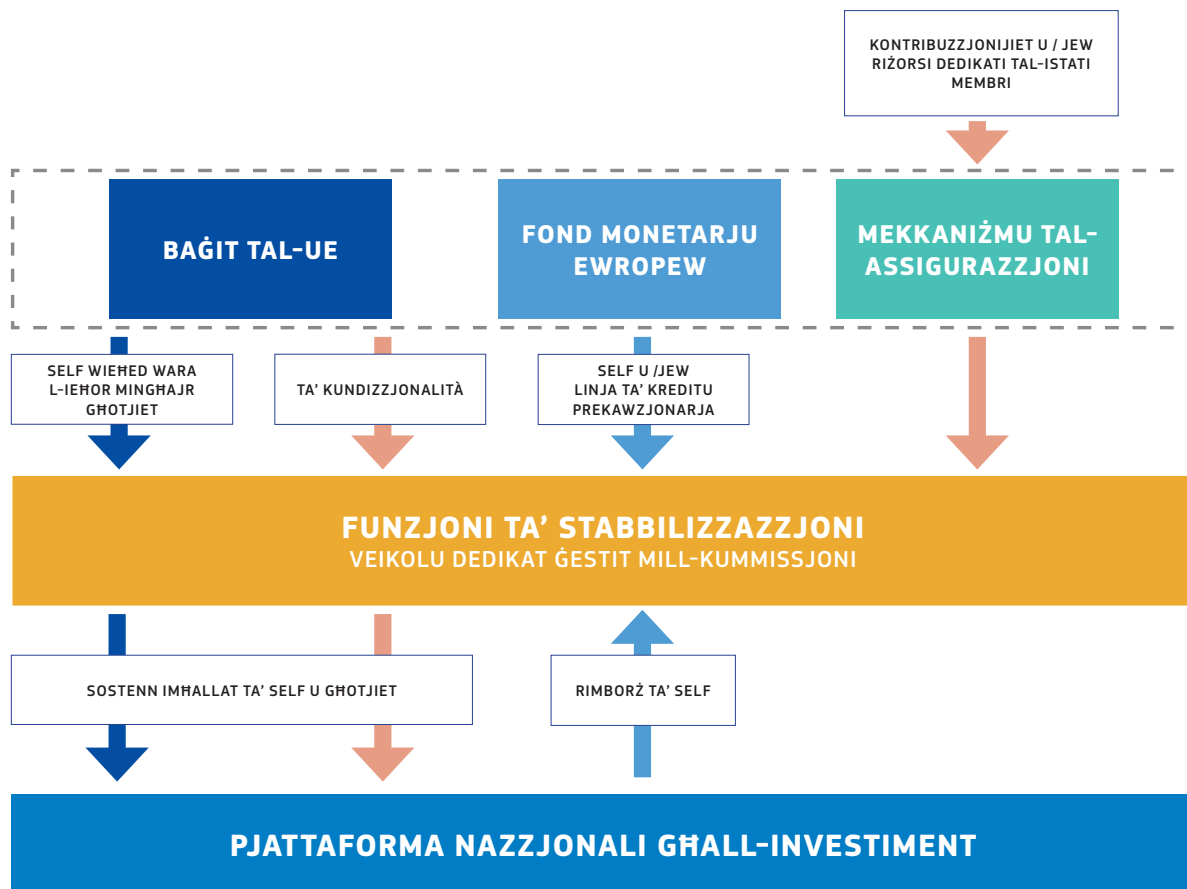 KONTRIBUZZJONIJIET U / JEW
RIŻORSI DEDIKATI TAL-ISTATI
MEMBRI
BAĠIT TAL-UE
FOND MONETARJU
EWROPEW
MEKKANIŻMU TAL-
ASSIGURAZZJONI
SELF WIEĦED WARA
L-IEĦOR MINGĦAJR
GĦOTJIET
TA’ KUNDIZZJONALITÀ
SELF U /JEW
LINJA TA’ KREDITU
PREKAWZJONARJA
FUNZJONI TA’ STABBILIZZAZZJONI
VEIKOLU DEDIKAT ĠESTIT MILL-KUMMISSJONI
SOSTENN IMĦALLAT TA’ SELF U GĦOTJIET
RIMBORŻ TA’ SELF
PJATTAFORMA NAZZJONALI GĦALL-INVESTIMENT